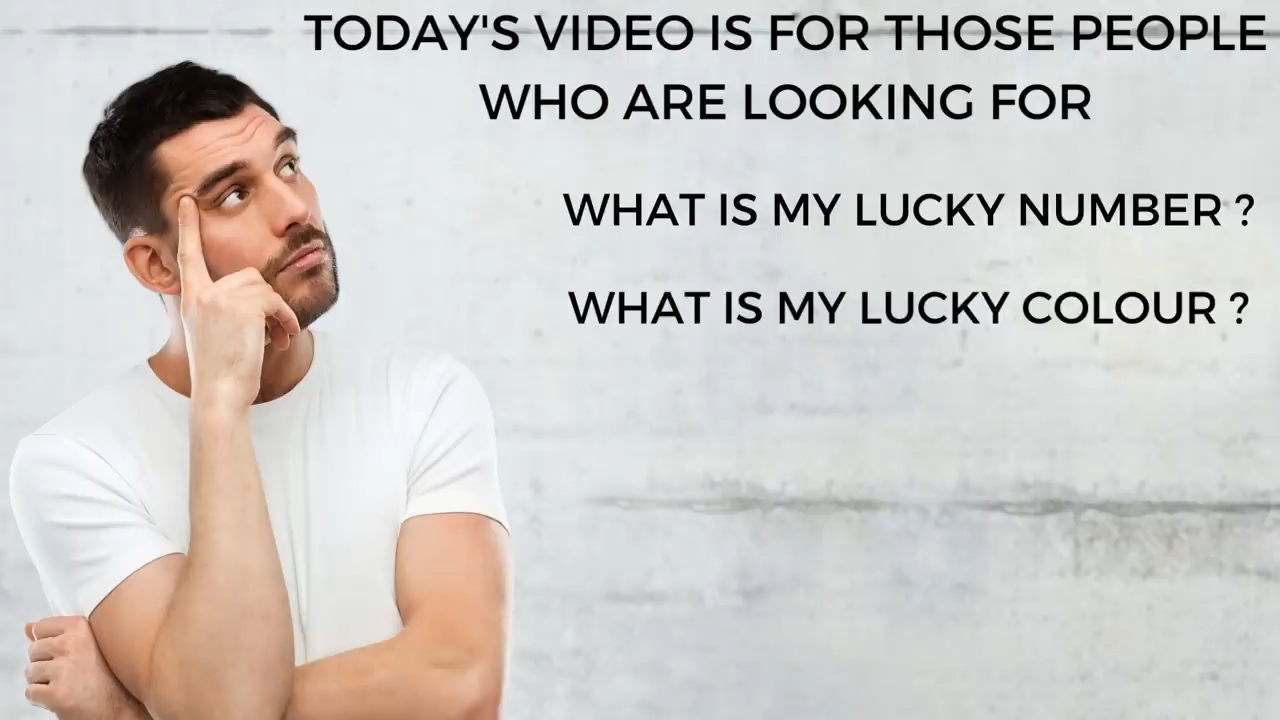 TODAY'S VIDEO IS FOR THOSE PEOPLE
WHO ARE LOOKING FOR
WHAT IS MY LUCKY NUMBER ?
WHAT IS MY LUCKY COLOUR ?